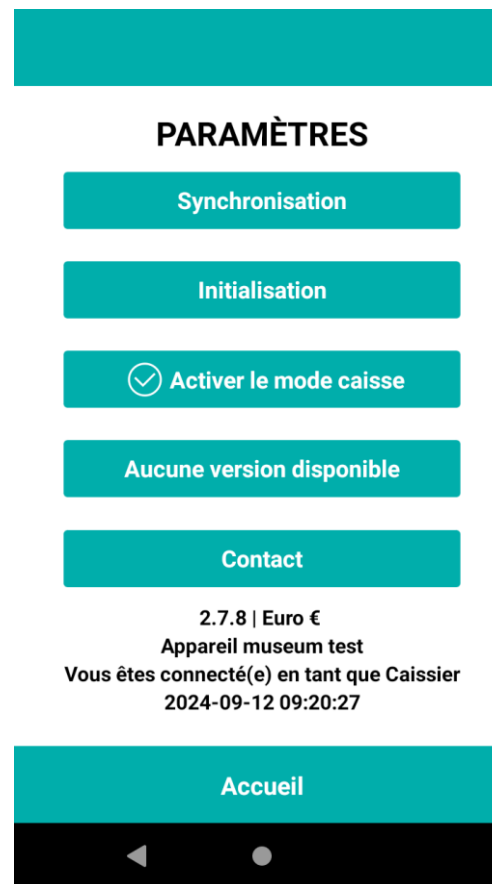 PARAMÈTRES
Synchronisation
Initialisation
Activer le mode caisse
Aucune version disponible
Contact
2.7.8 | Euro €
Appareil museum test
Vous êtes connecté(e) en tant que Caissier
2024-09-12 09:20:27
Accueil